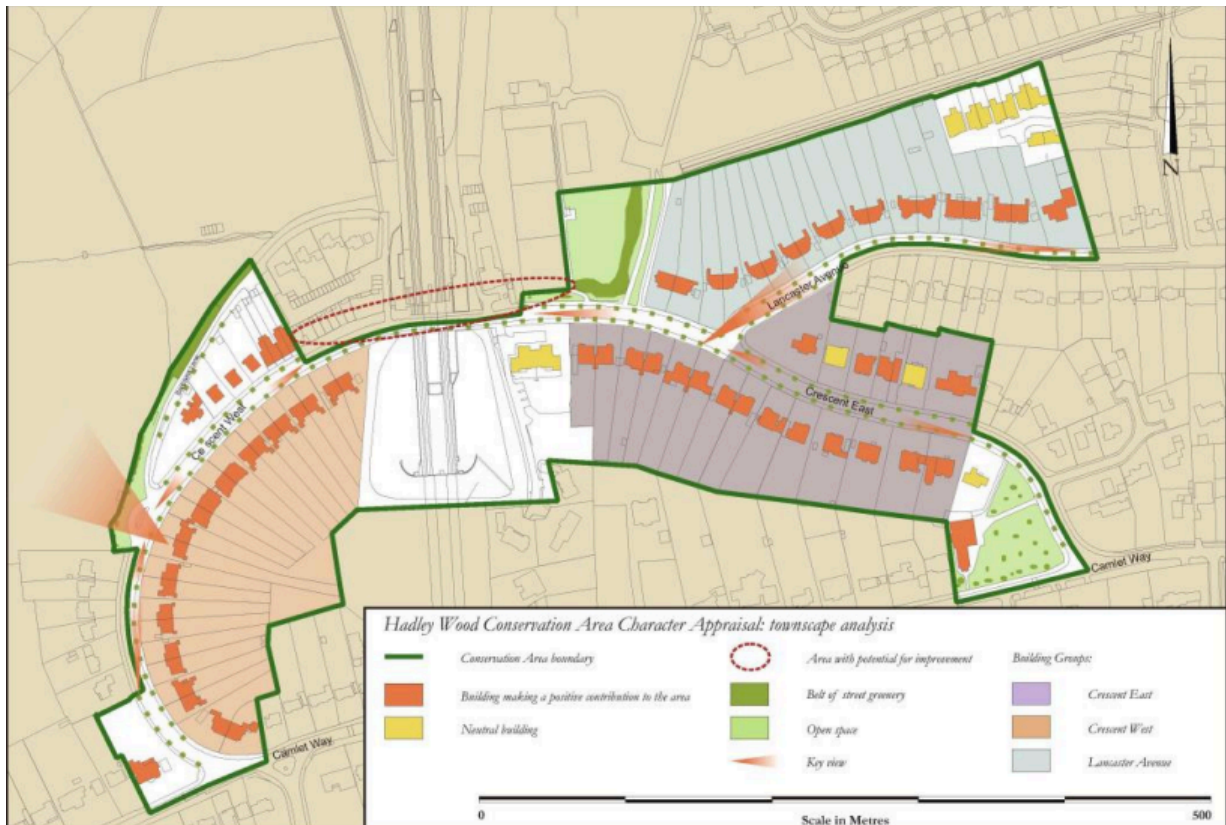 N
Lancaster Avenue
Crescent West
Crescent East
Camlet Way
Camlet Way
Hadley Wood Conservation Area Character Appraisal: townscape analysis
Conservation Area boundary
Area with potential for improvement
Building Groups:
Building making a positive contribution to the area
Belt of street greenery
Crescent East
Neutral building
Open space
Crescent West
Key view
Lancaster Avenue
0
500
Scale in Metres